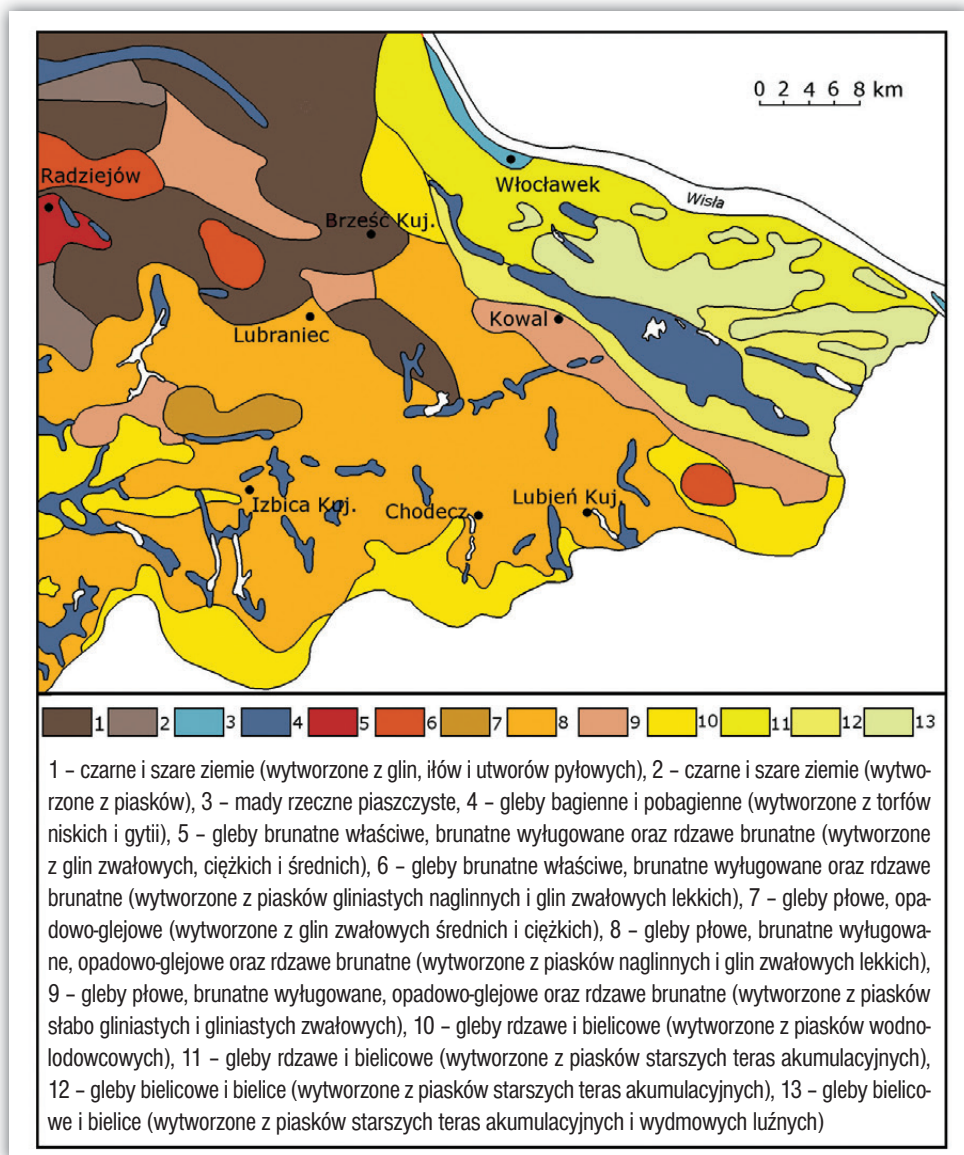 0 2 4 6 8 km
Radziejów
Włocławek
Wisła
Brześć Kuj.
Lubraniec
Kowal
Izbica Kuj.
Chodecz
Lubień Kuj.
1 2 3 4 5 6 7 8 9 10 11 12 13
1 – czarne i szare ziemie (wytworzone z glin, iłów i utworów pyłowych), 2 – czarne i szare ziemie (wytwo-
rzone z piasków), 3 – mady rzeczne piaszczyste, 4 – gleby bagienne i pobagienne (wytworzone z torfów
niskich i gytii), 5 – gleby brunatne właściwe, brunatne wyługowane oraz rdzawe brunatne (wytworzone
z glin zwałowych, ciężkich i średnich), 6 – gleby brunatne właściwe, brunatne wyługowane oraz rdzawe
brunatne (wytworzone z piasków gliniastych naglinnych i glin zwałowych lekkich), 7 – gleby płowe, opa-
dowo-glejowe (wytworzone z glin zwałowych średnich i ciężkich), 8 – gleby płowe, brunatne wyługowa-
ne, opadowo-glejowe oraz rdzawe brunatne (wytworzone z piasków naglinnych i glin zwałowych lekkich),
9 – gleby płowe, brunatne wyługowane, opadowo-glejowe oraz rdzawe brunatne (wytworzone z piasków
słabo gliniastych i gliniastych zwałowych), 10 – gleby rdzawe i bielicowe (wytworzone z piasków wodno-
lodowcowych), 11 – gleby rdzawe i bielicowe (wytworzone z piasków starszych teras akumulacyjnych),
12 – gleby bielicowe i bielice (wytworzone z piasków starszych teras akumulacyjnych), 13 – gleby bielico-
we i bielice (wytworzone z piasków starszych teras akumulacyjnych i wydmowych luźnych)